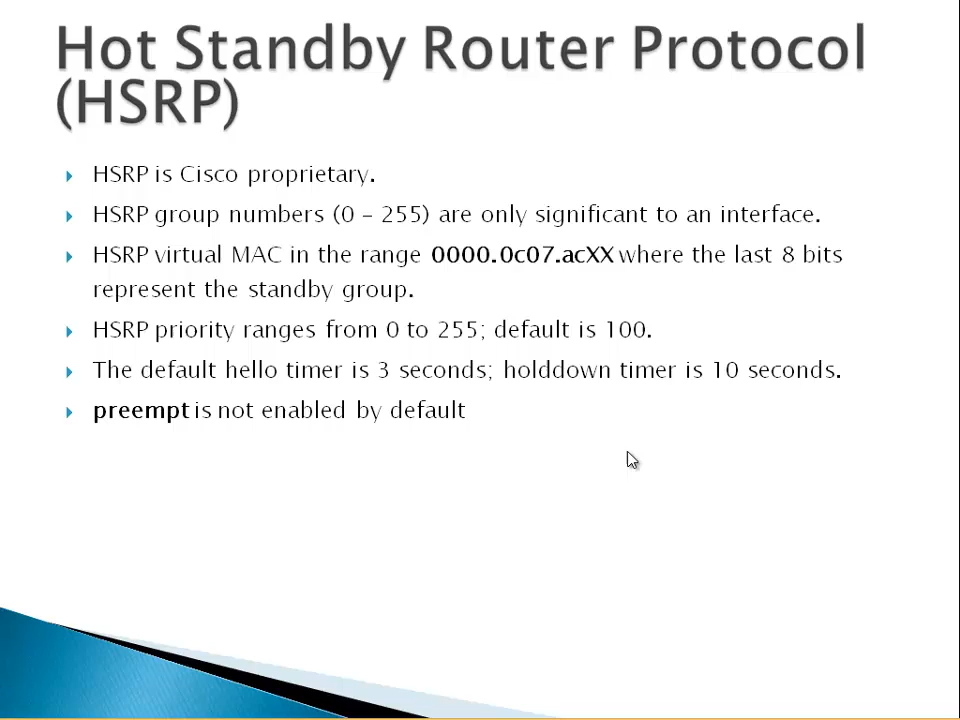 Hot Standby Router Protocol
(HSRP)
HSRP is Cisco proprietary.
HSRP group numbers (0 – 255) are only significant to an interface.
HSRP virtual MAC in the range 0000.0c07.acXX where the last 8 bits
represent the standby group.
HSRP priority ranges from 0 to 255; default is 100.
The default hello timer is 3 seconds; holddown timer is 10 seconds.
preempt is not enabled by default